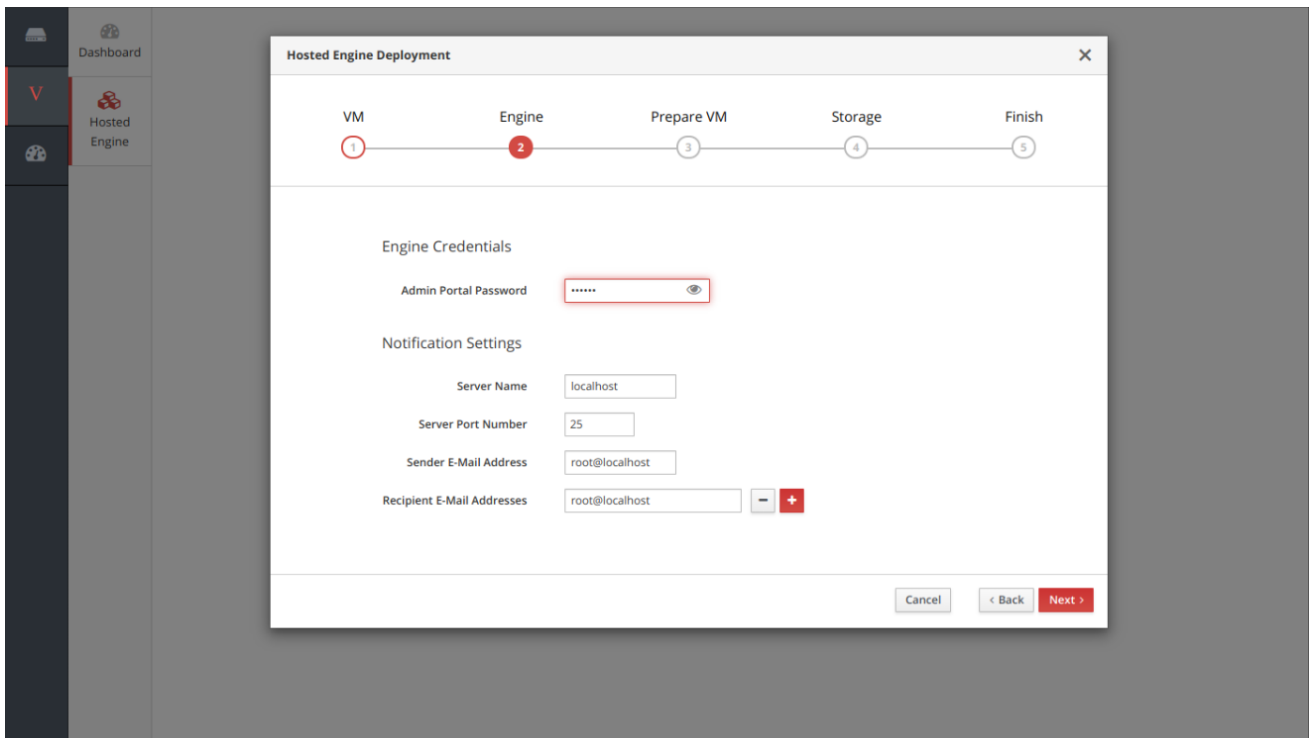 Dashboard
V
Hosted
Engine
Hosted Engine Deployment
VM Engine Prepare VM Storage Finish
1 2 3 4 5
Engine Credentials
Admin Portal Password ••••••
Notification Settings
Server Name localhost
Server Port Number 25
Sender E-Mail Address root@localhost
Recipient E-Mail Addresses root@localhost − +
Cancel < Back Next >